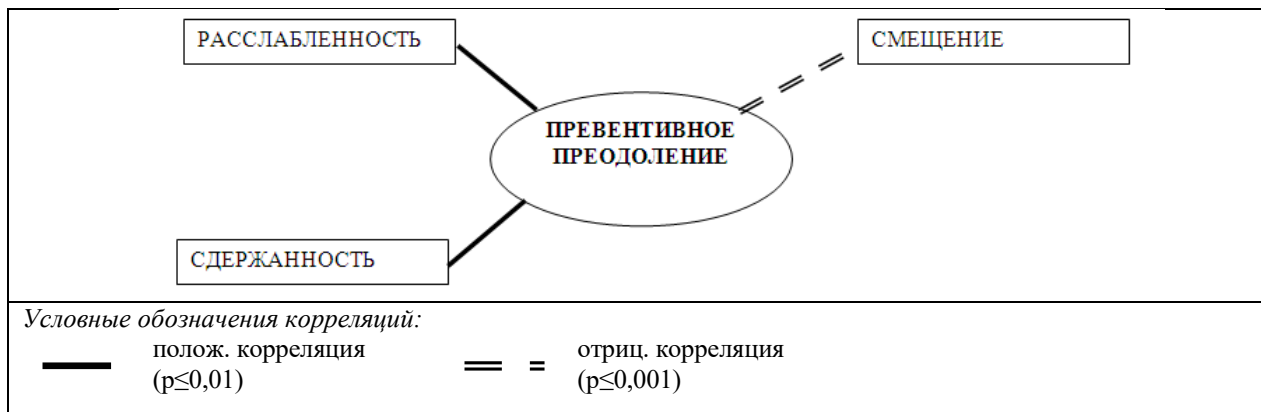 РАССЛАБЛЕННОСТЬ
СМЕЩЕНИЕ
ПРЕВЕНТИВНОЕ
ПРЕОДОЛЕНИЕ
СДЕРЖАННОСТЬ
Условные обозначения корреляций:
полож. корреляция
(p≤0,01)
отриц. корреляция
(p≤0,001)